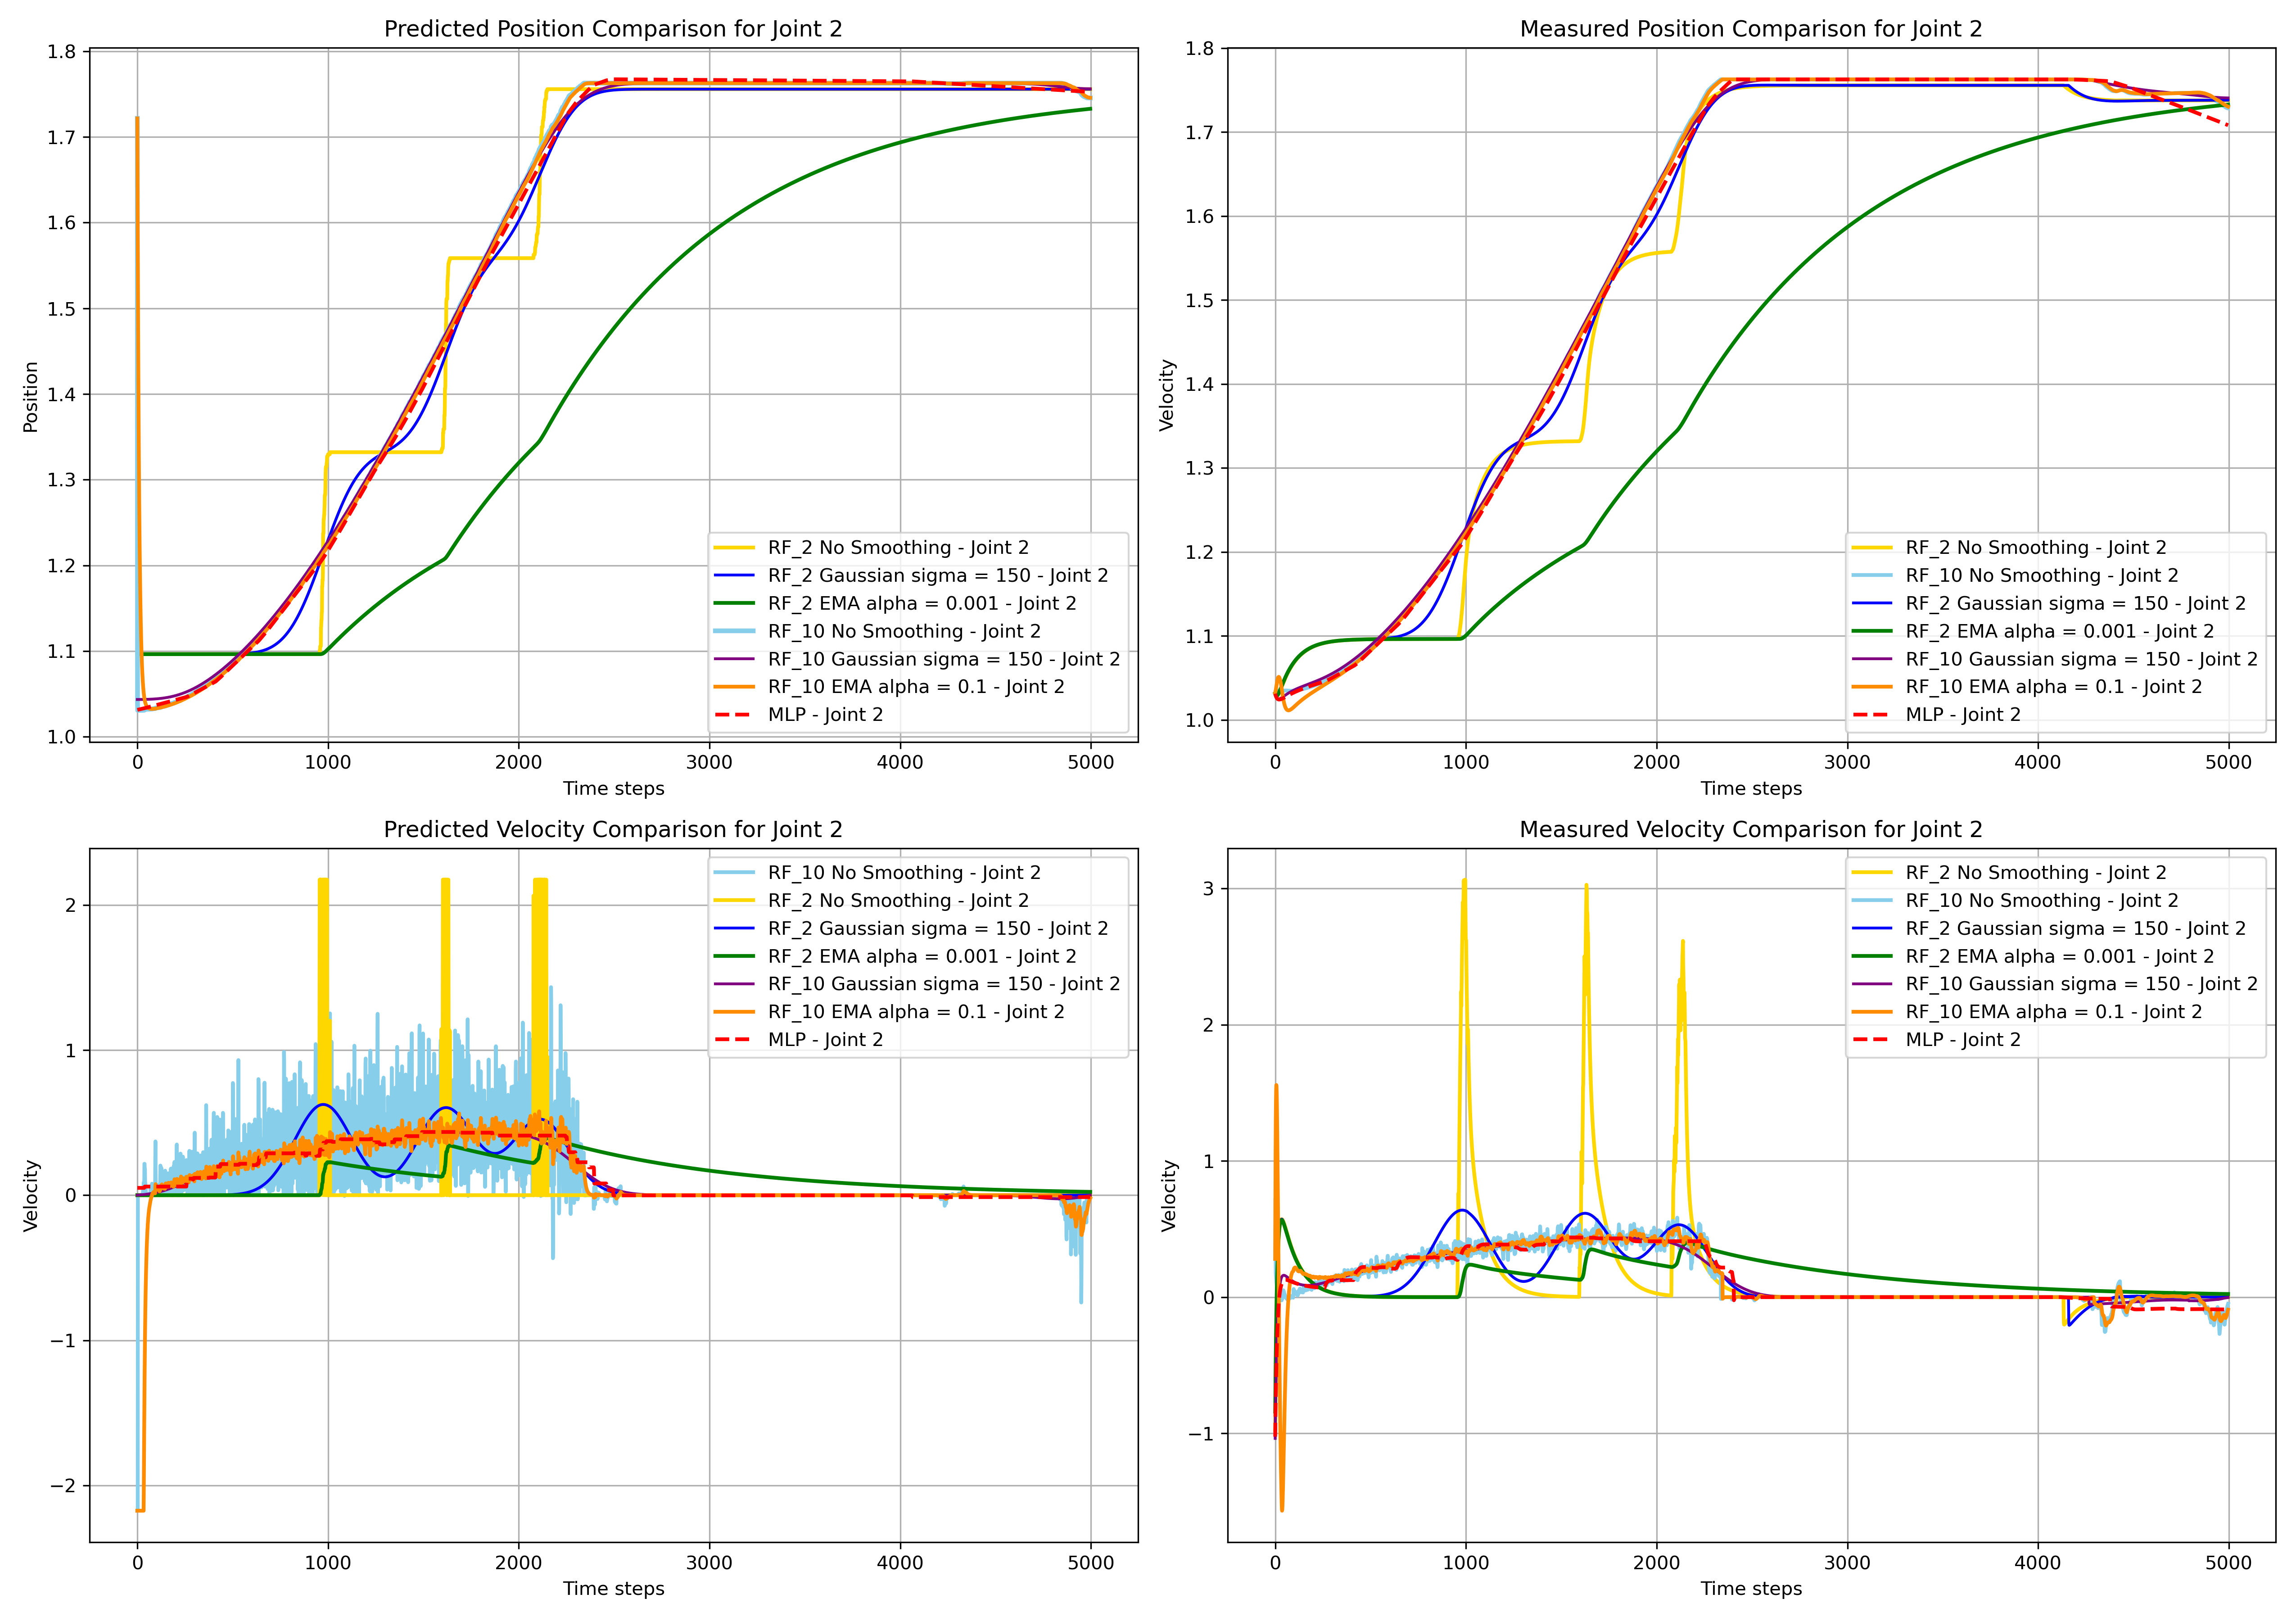 Predicted Position Comparison for Joint 2
Position
1.8
1.7
1.6
1.5
1.4
1.3
1.2
1.1
1.0
RF_2 No Smoothing - Joint 2
RF_2 Gaussian sigma = 150 - Joint 2
RF_2 EMA alpha = 0.001 - Joint 2
RF_10 No Smoothing - Joint 2
RF_10 Gaussian sigma = 150 - Joint 2
RF_10 EMA alpha = 0.1 - Joint 2
MLP - Joint 2
0 1000 2000 3000 4000 5000
Time steps
Measured Position Comparison for Joint 2
Velocity
1.8
1.7
1.6
1.5
1.4
1.3
1.2
1.1
1.0
RF_2 No Smoothing - Joint 2
RF_10 No Smoothing - Joint 2
RF_2 Gaussian sigma = 150 - Joint 2
RF_2 EMA alpha = 0.001 - Joint 2
RF_10 Gaussian sigma = 150 - Joint 2
RF_10 EMA alpha = 0.1 - Joint 2
MLP - Joint 2
0 1000 2000 3000 4000 5000
Time steps
Predicted Velocity Comparison for Joint 2
Velocity
2
1
0
−1
−2
RF_10 No Smoothing - Joint 2
RF_2 No Smoothing - Joint 2
RF_2 Gaussian sigma = 150 - Joint 2
RF_2 EMA alpha = 0.001 - Joint 2
RF_10 Gaussian sigma = 150 - Joint 2
RF_10 EMA alpha = 0.1 - Joint 2
MLP - Joint 2
0 1000 2000 3000 4000 5000
Time steps
Measured Velocity Comparison for Joint 2
Velocity
3
2
1
0
−1
RF_2 No Smoothing - Joint 2
RF_10 No Smoothing - Joint 2
RF_2 Gaussian sigma = 150 - Joint 2
RF_2 EMA alpha = 0.001 - Joint 2
RF_10 Gaussian sigma = 150 - Joint 2
RF_10 EMA alpha = 0.1 - Joint 2
MLP - Joint 2
0 1000 2000 3000 4000 5000
Time steps